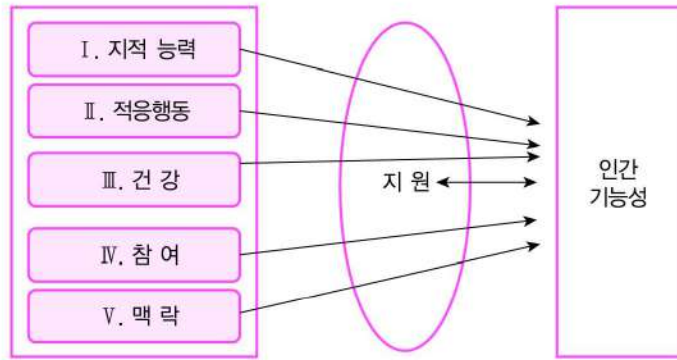 Ⅰ. 지적 능력
Ⅱ. 적응행동
Ⅲ. 건 강
지 원
인간
기능성
Ⅳ. 참 여
Ⅴ. 맥 락